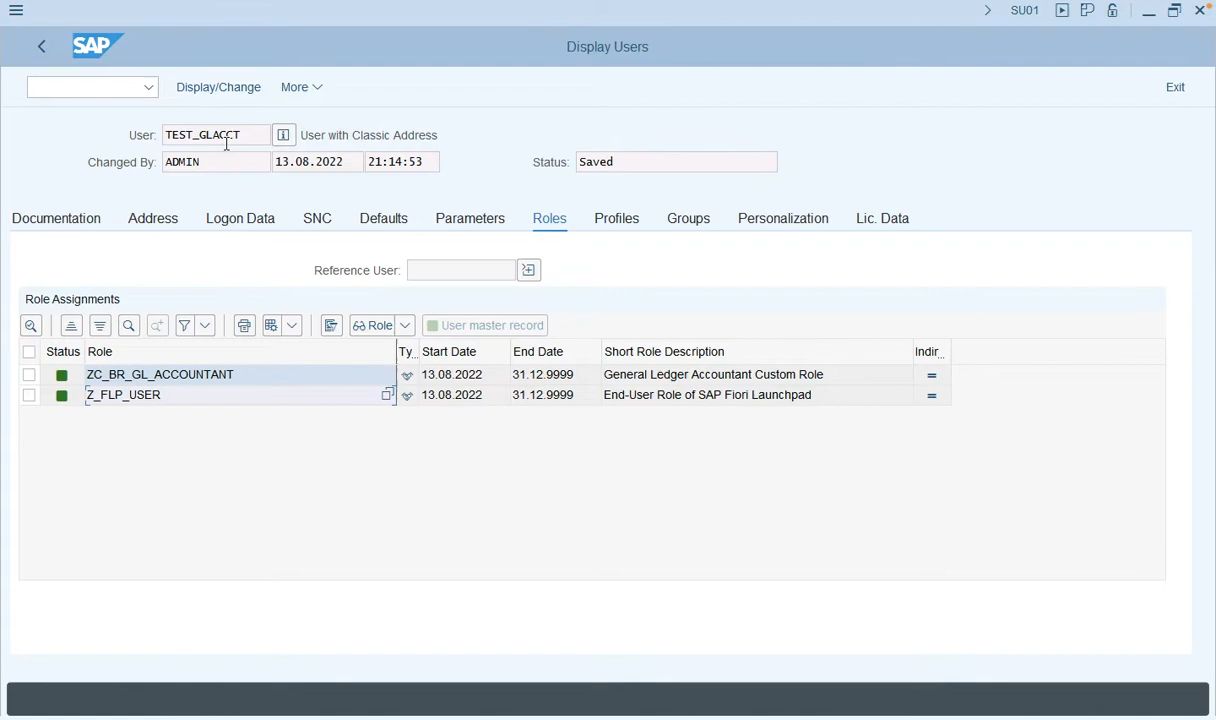 SU01
SAP
Display Users
Display/Change More Exit
User: TEST_GLACCT User with Classic Address
Changed By: ADMIN 13.08.2022 21:14:53 Status: Saved
Documentation Address Logon Data SNC Defaults Parameters Roles Profiles Groups Personalization Lic. Data
Reference User:
Role Assignments
Role User master record
Status Role Ty... Start Date End Date Short Role Description Indir...
ZC_BR_GL_ACCOUNTANT 13.08.2022 31.12.9999 General Ledger Accountant Custom Role
Z_FLP_USER 13.08.2022 31.12.9999 End-User Role of SAP Fiori Launchpad